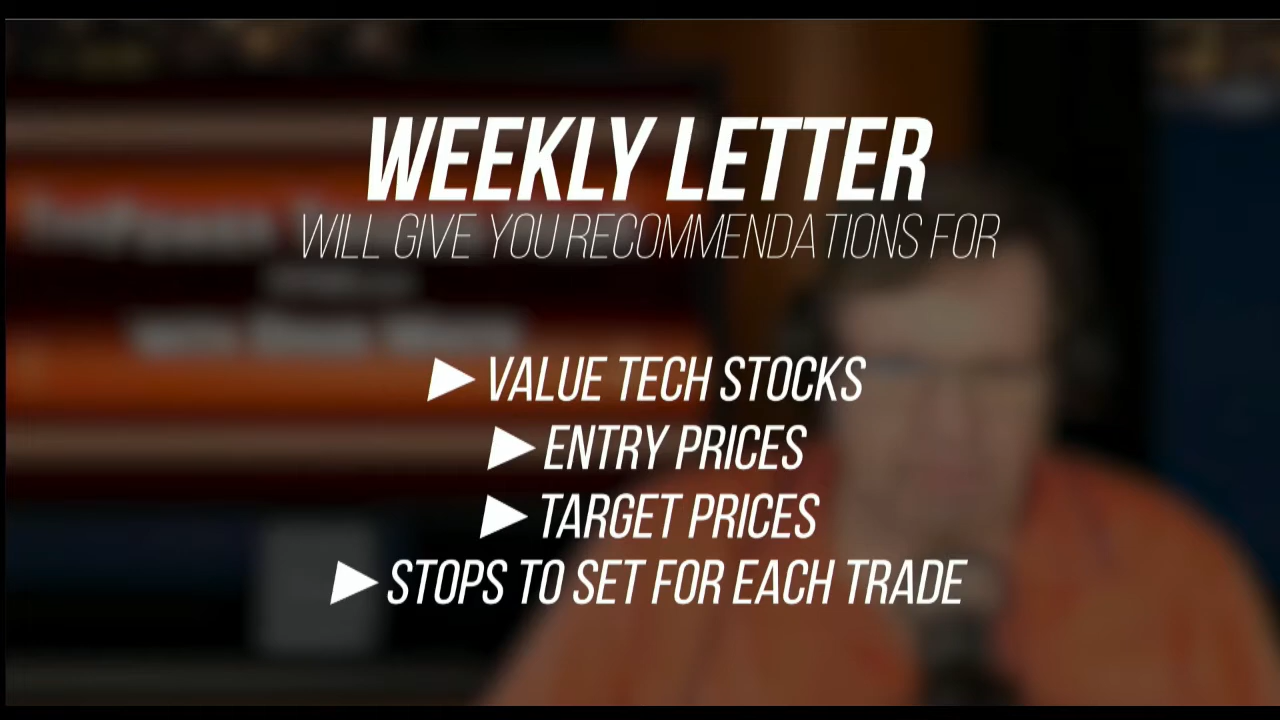 WEEKLY LETTER
WILL GIVE YOU RECOMMENDATIONS FOR
▶ VALUE TECH STOCKS
▶ ENTRY PRICES
▶ TARGET PRICES
▶ STOPS TO SET FOR EACH TRADE